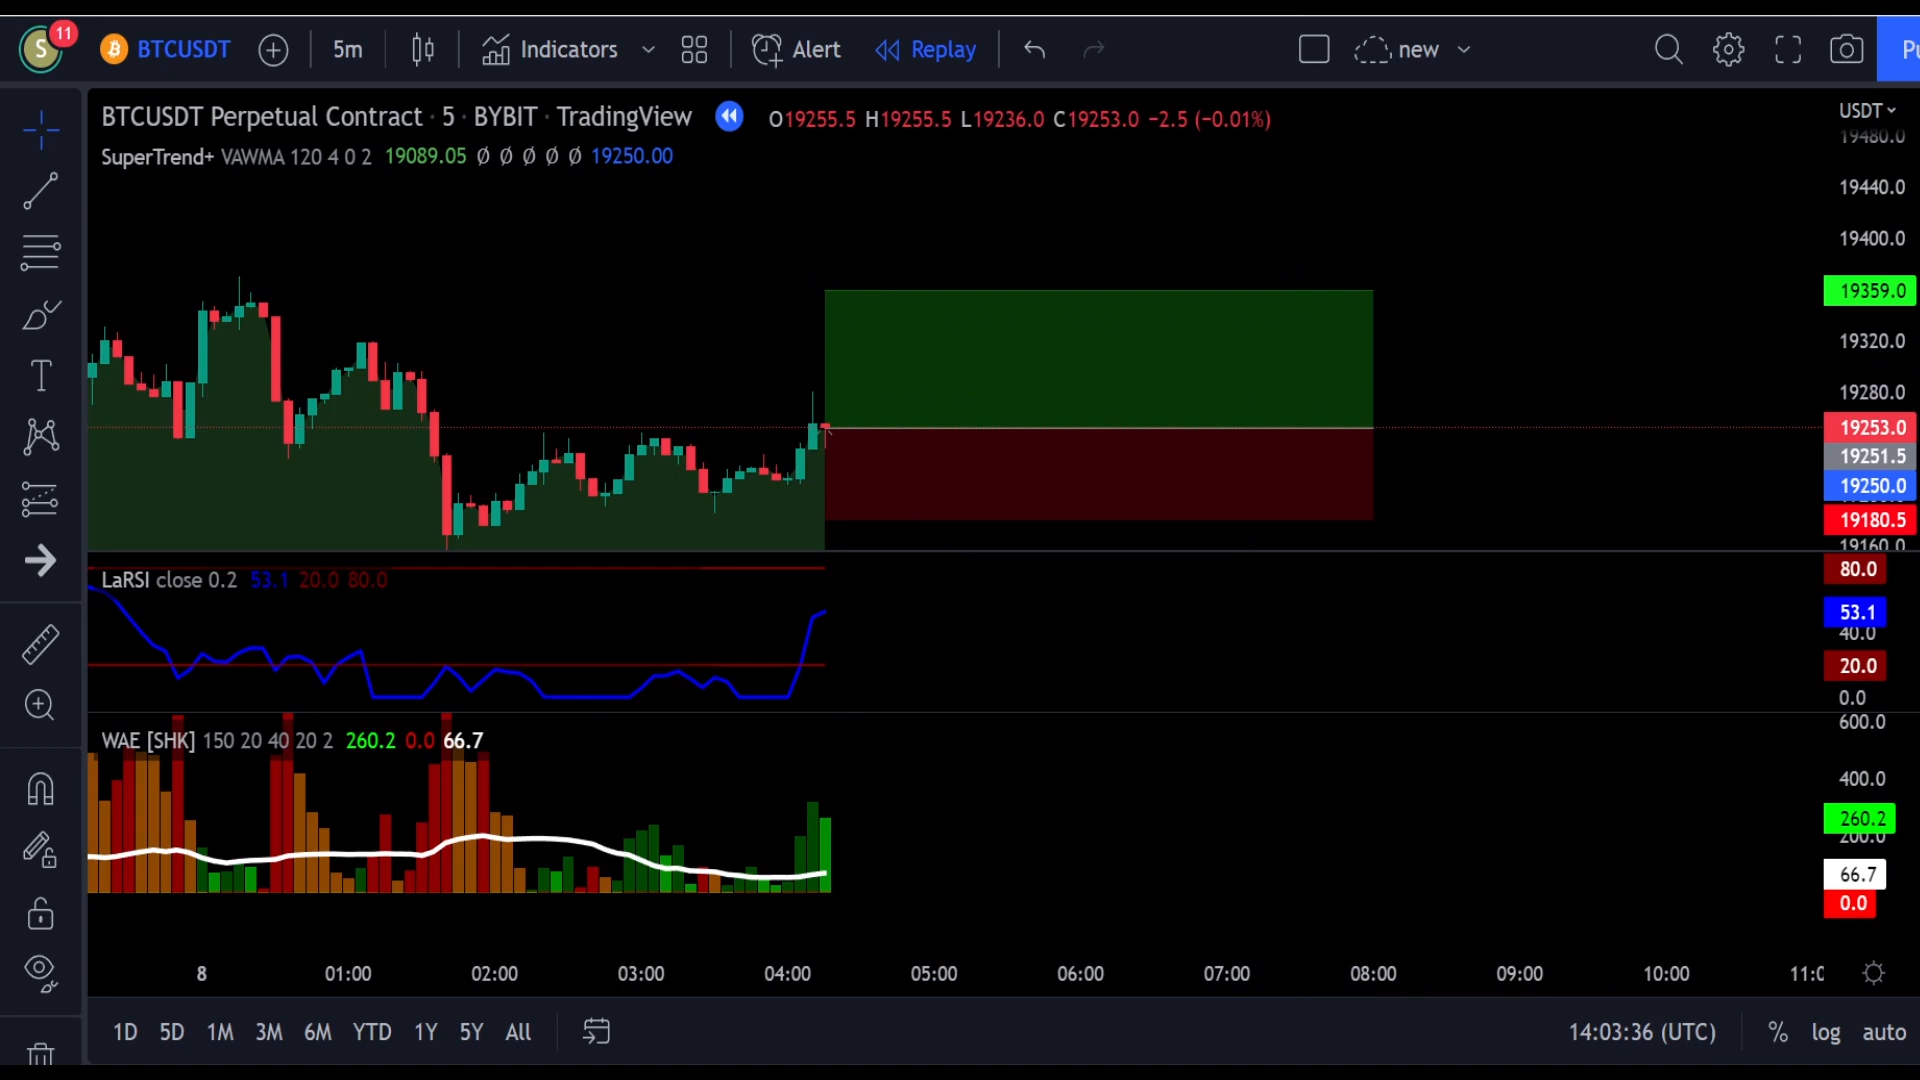 S 11 BTCUSDT 5m Indicators Alert Replay new Pu
BTCUSDT Perpetual Contract · 5 · BYBIT · TradingView O19255.5 H19255.5 L19236.0 C19253.0 −2.5 (−0.01%)
SuperTrend+ VAWMA 120 4 0 2 19089.05 Ø Ø Ø Ø Ø 19250.00
USDT
19480.0
19440.0
19400.0
19359.0
19320.0
19280.0
19253.0
19251.5
19250.0
19180.5
19160.0
LaRSI close 0.2 53.1 20.0 80.0
80.0
53.1
40.0
20.0
0.0
WAE [SHK] 150 20 40 20 2 260.2 0.0 66.7
600.0
400.0
260.2
200.0
66.7
0.0
8 01:00 02:00 03:00 04:00 05:00 06:00 07:00 08:00 09:00 10:00 11:0
1D 5D 1M 3M 6M YTD 1Y 5Y All 14:03:36 (UTC) % log auto